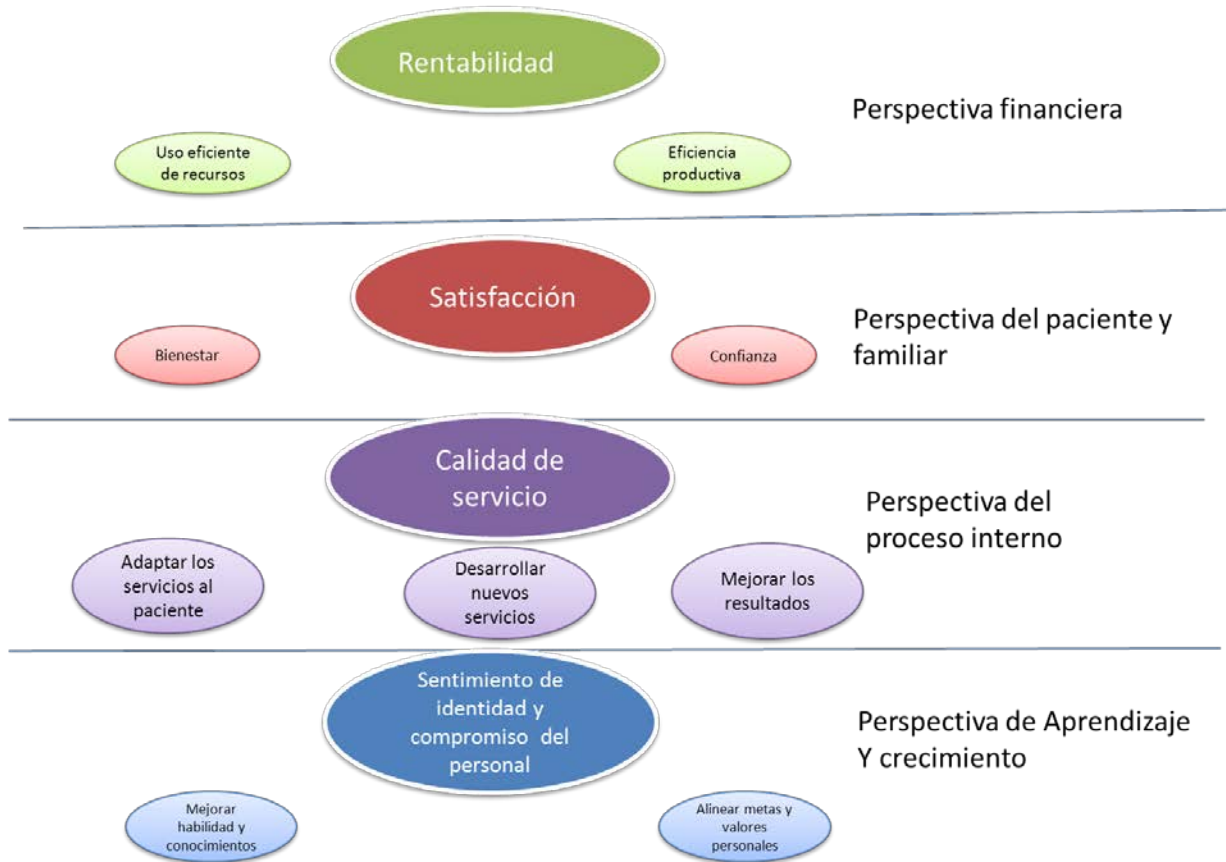 Rentabilidad
Perspectiva financiera
Uso eficiente
de recursos
Eficiencia
productiva
Satisfacción
Perspectiva del paciente y
familiar
Bienestar
Confianza
Calidad de
servicio
Perspectiva del
proceso interno
Adaptar los
servicios al
paciente
Desarrollar
nuevos
servicios
Mejorar los
resultados
Sentimiento de
identidad y
compromiso del
personal
Perspectiva de Aprendizaje
Y crecimiento
Mejorar
habilidad y
conocimientos
Alinear metas y
valores
personales